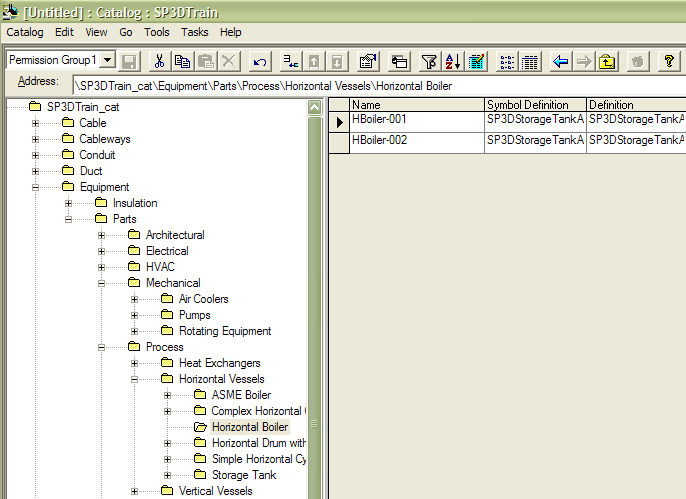 [Untitled] : Catalog : SP3DTrain
Catalog Edit View Go Tools Tasks Help
Permission Group1
Address: \SP3DTrain_cat\Equipment\Parts\Process\Horizontal Vessels\Horizontal Boiler
SP3DTrain_cat
Cable
Cableways
Conduit
Duct
Equipment
Insulation
Parts
Architectural
Electrical
HVAC
Mechanical
Air Coolers
Pumps
Rotating Equipment
Process
Heat Exchangers
Horizontal Vessels
ASME Boiler
Complex Horizontal
Horizontal Boiler
Horizontal Drum with
Simple Horizontal Cy
Storage Tank
Vertical Vessels
Name Symbol Definition Definition
HBoiler-001 SP3DStorageTankA SP3DStorageTankA
HBoiler-002 SP3DStorageTankA SP3DStorageTankA